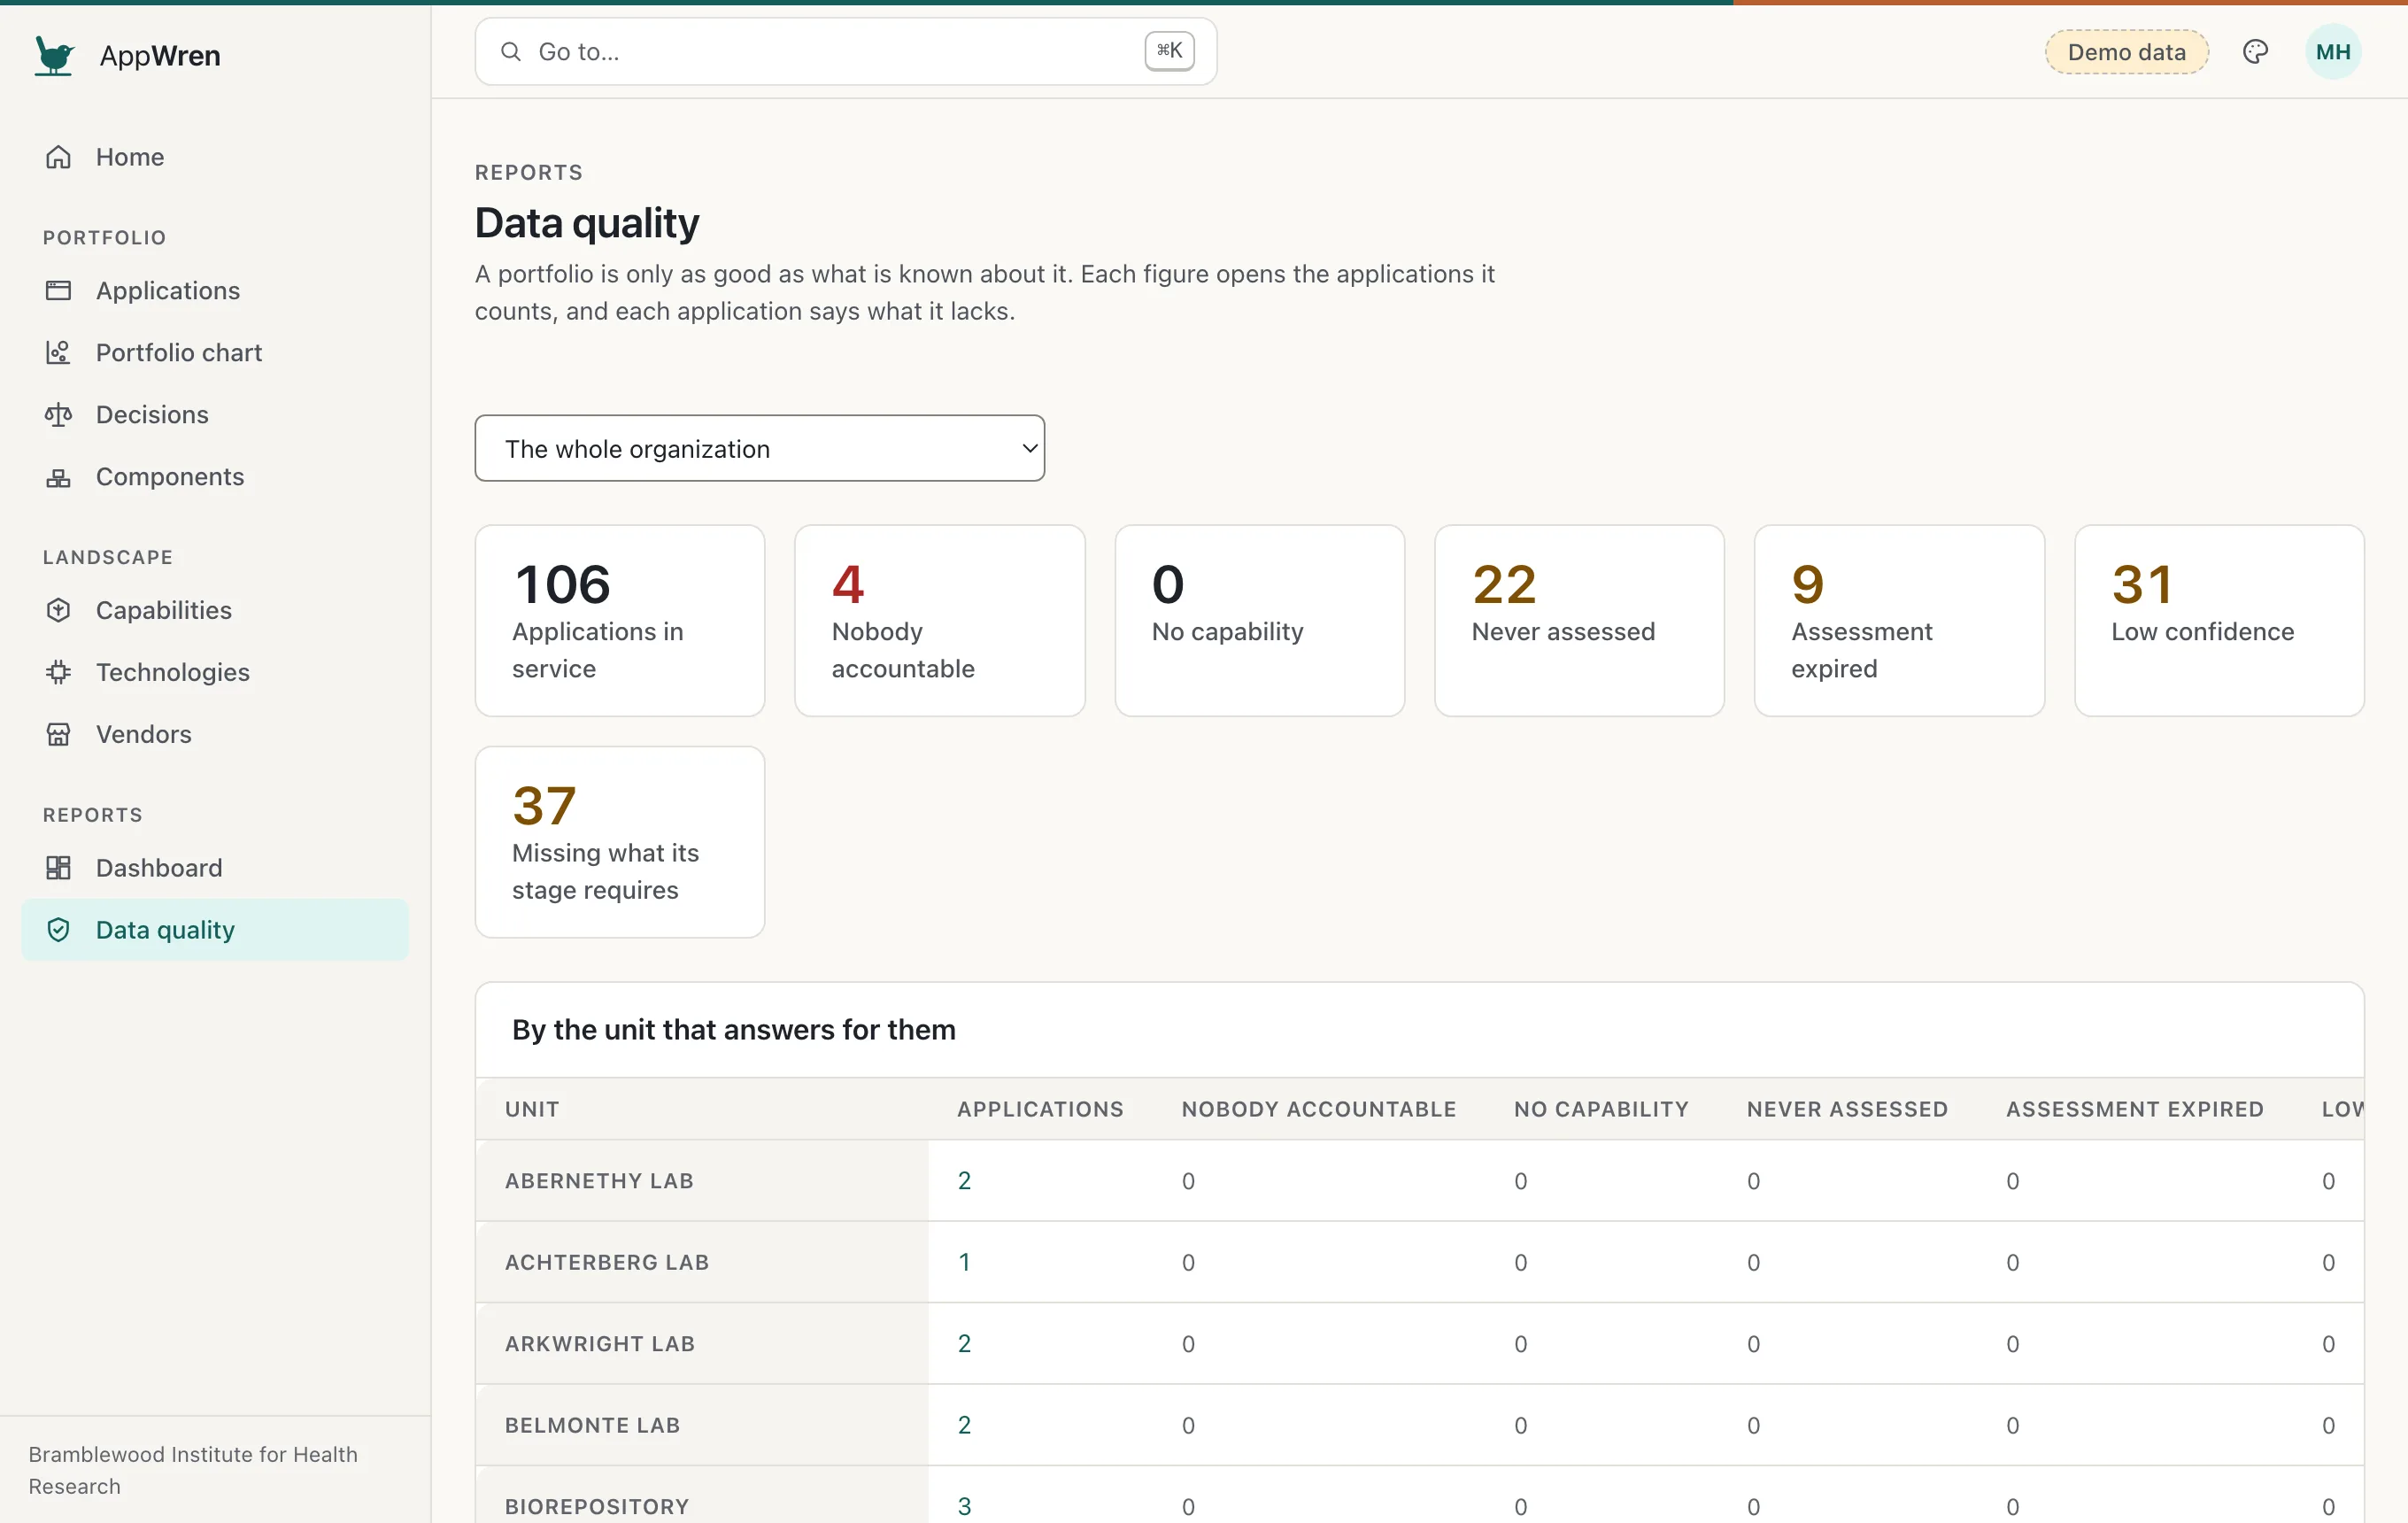 AppWren
Go to...
⌘K
Demo data
MH
Home
PORTFOLIO
Applications
Portfolio chart
Decisions
Components
LANDSCAPE
Capabilities
Technologies
Vendors
REPORTS
Dashboard
Data quality
Bramblewood Institute for Health
Research
REPORTS
Data quality
A portfolio is only as good as what is known about it. Each figure opens the applications it
counts, and each application says what it lacks.
The whole organization
106
Applications in
service
4
Nobody
accountable
0
No capability
22
Never assessed
9
Assessment
expired
31
Low confidence
37
Missing what its
stage requires
By the unit that answers for them
UNIT APPLICATIONS NOBODY ACCOUNTABLE NO CAPABILITY NEVER ASSESSED ASSESSMENT EXPIRED LOW
ABERNETHY LAB 2 0 0 0 0 0
ACHTERBERG LAB 1 0 0 0 0 0
ARKWRIGHT LAB 2 0 0 0 0 0
BELMONTE LAB 2 0 0 0 0 0
BIOREPOSITORY 3 0 0 0 0 0